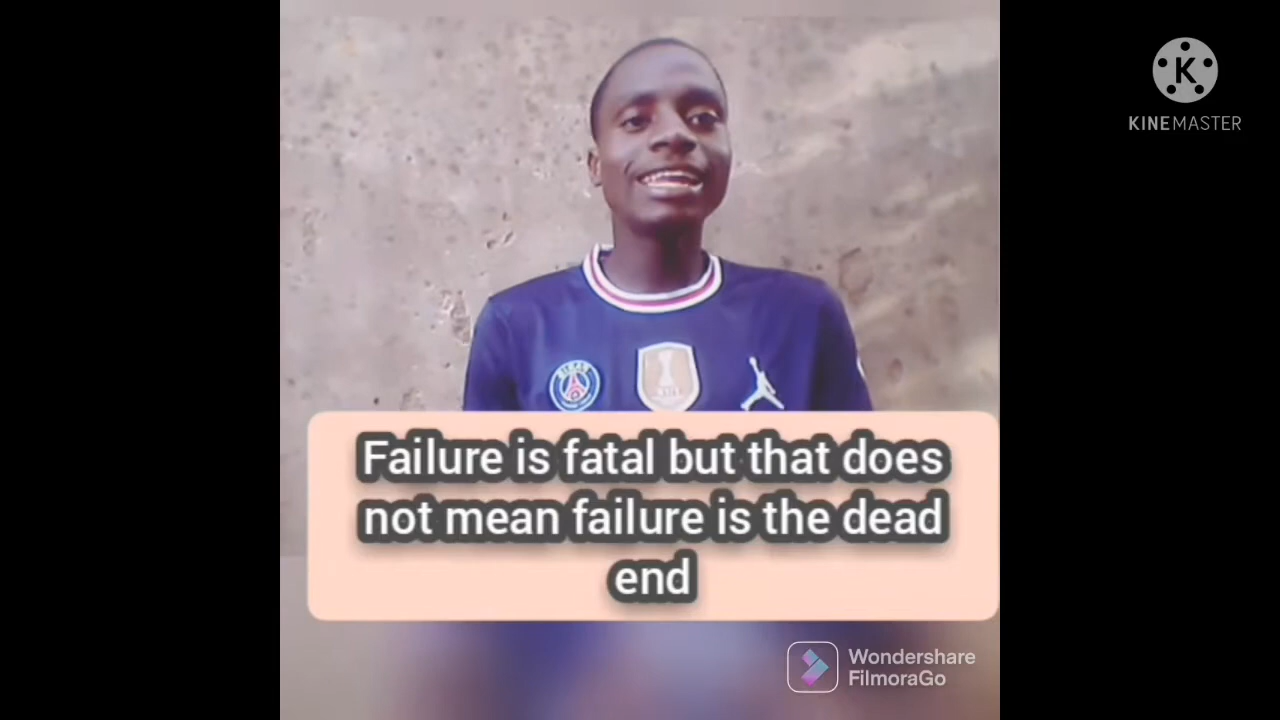 KINEMASTER
Failure is fatal but that does
not mean failure is the dead
end
Wondershare
FilmoraGo